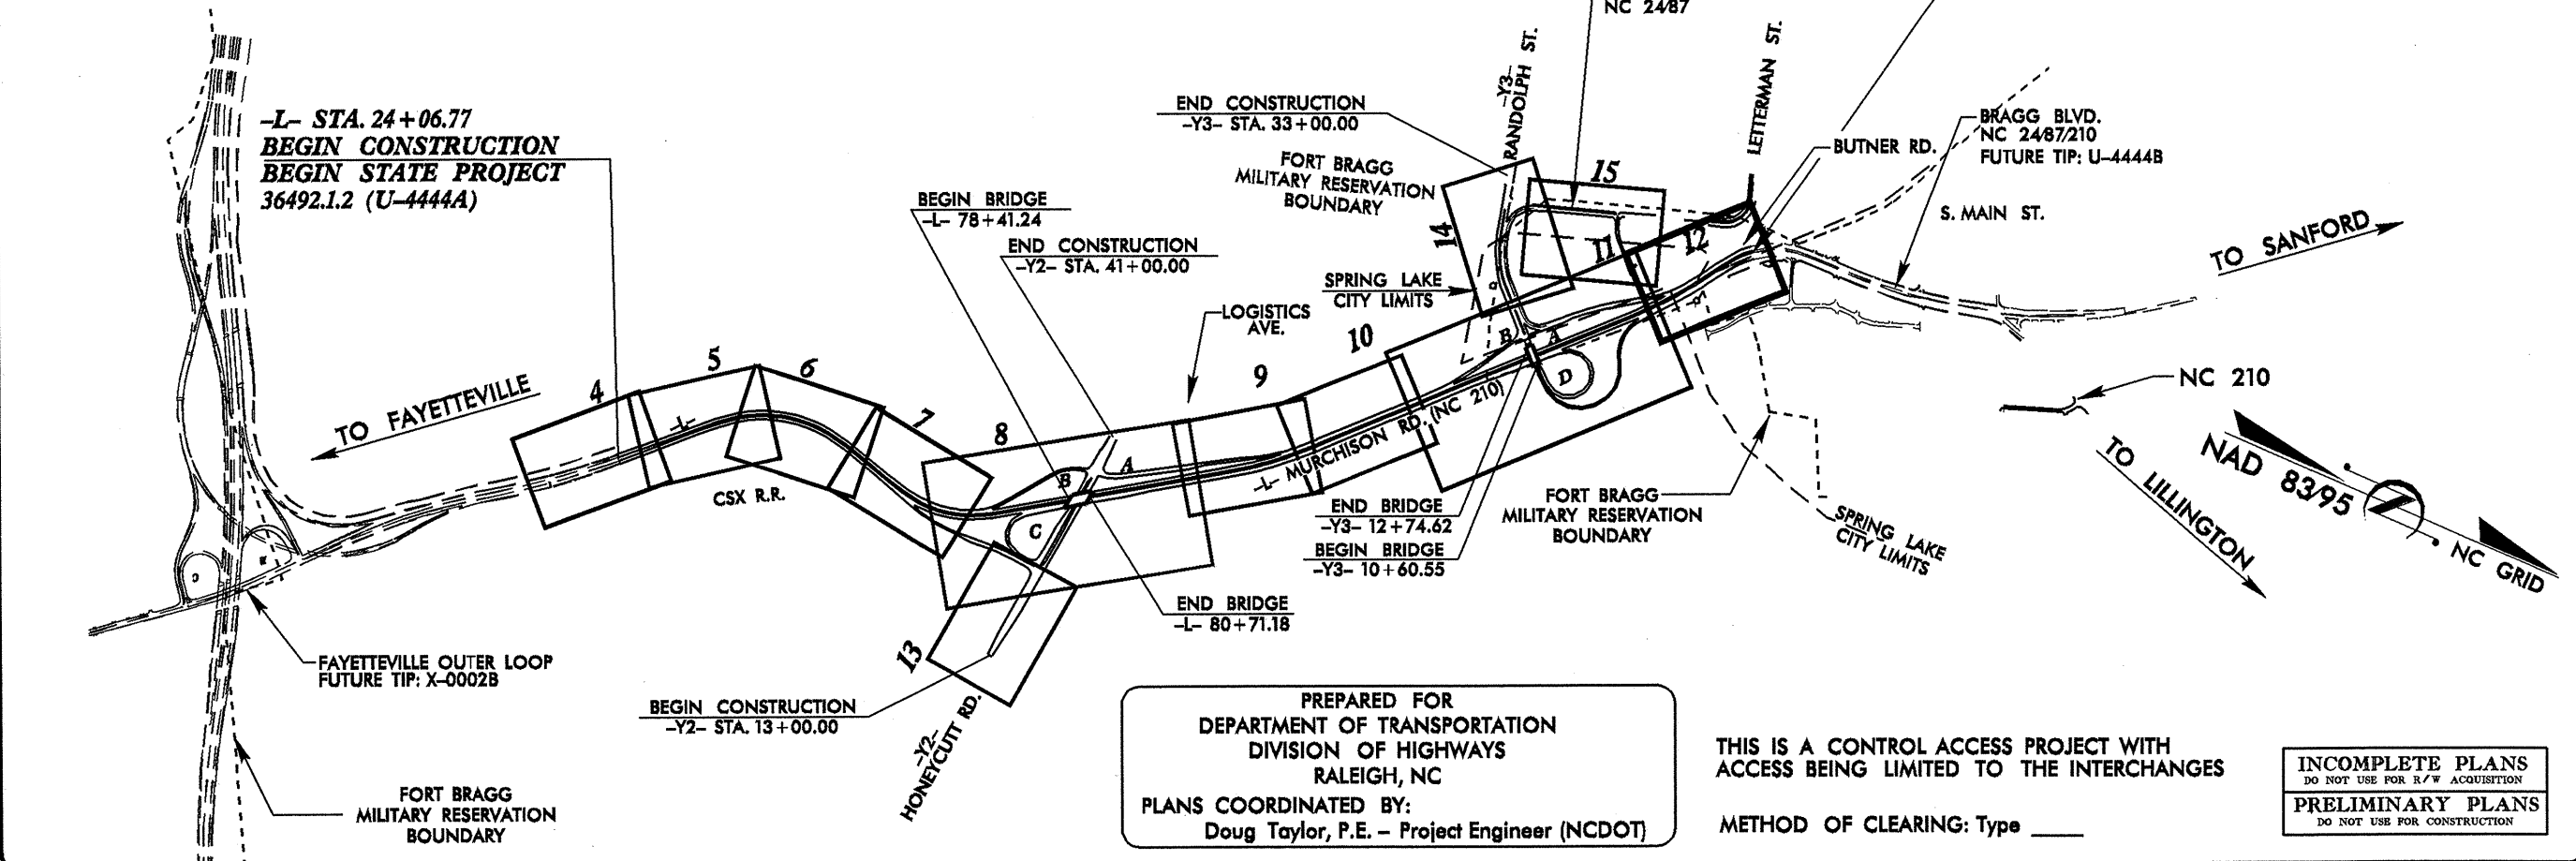 NC 24/87
-L- STA. 24+06.77
BEGIN CONSTRUCTION
BEGIN STATE PROJECT
36492.1.2 (U-4444A)
END CONSTRUCTION
-Y3- STA. 33+00.00
-Y3-
RANDOLPH ST.
LETTERMAN ST.
BRAGG BLVD.
NC 24/87/210
FUTURE TIP: U-4444B
BUTNER RD.
S. MAIN ST.
TO SANFORD
FORT BRAGG
MILITARY RESERVATION
BOUNDARY
15
14
11
12
BEGIN BRIDGE
-L- 78+41.24
END CONSTRUCTION
-Y2- STA. 41+00.00
SPRING LAKE
CITY LIMITS
LOGISTICS
AVE.
TO FAYETTEVILLE
4
5
6
7
8
9
10
-L-
CSX R.R.
A
B
C
B
A
D
-L- MURCHISON RD. (NC 210)
NC 210
TO LILLINGTON
NAD 83/95
NC GRID
END BRIDGE
-Y3- 12+74.62
BEGIN BRIDGE
-Y3- 10+60.55
FORT BRAGG
MILITARY RESERVATION
BOUNDARY
SPRING LAKE
CITY LIMITS
END BRIDGE
-L- 80+71.18
FAYETTEVILLE OUTER LOOP
FUTURE TIP: X-0002B
13
BEGIN CONSTRUCTION
-Y2- STA. 13+00.00
-Y2-
HONEYCUTT RD.
FORT BRAGG
MILITARY RESERVATION
BOUNDARY
PREPARED FOR
DEPARTMENT OF TRANSPORTATION
DIVISION OF HIGHWAYS
RALEIGH, NC
PLANS COORDINATED BY:
Doug Taylor, P.E. - Project Engineer (NCDOT)
THIS IS A CONTROL ACCESS PROJECT WITH
ACCESS BEING LIMITED TO THE INTERCHANGES
METHOD OF CLEARING: Type ____
INCOMPLETE PLANS
DO NOT USE FOR R/W ACQUISITION
PRELIMINARY PLANS
DO NOT USE FOR CONSTRUCTION